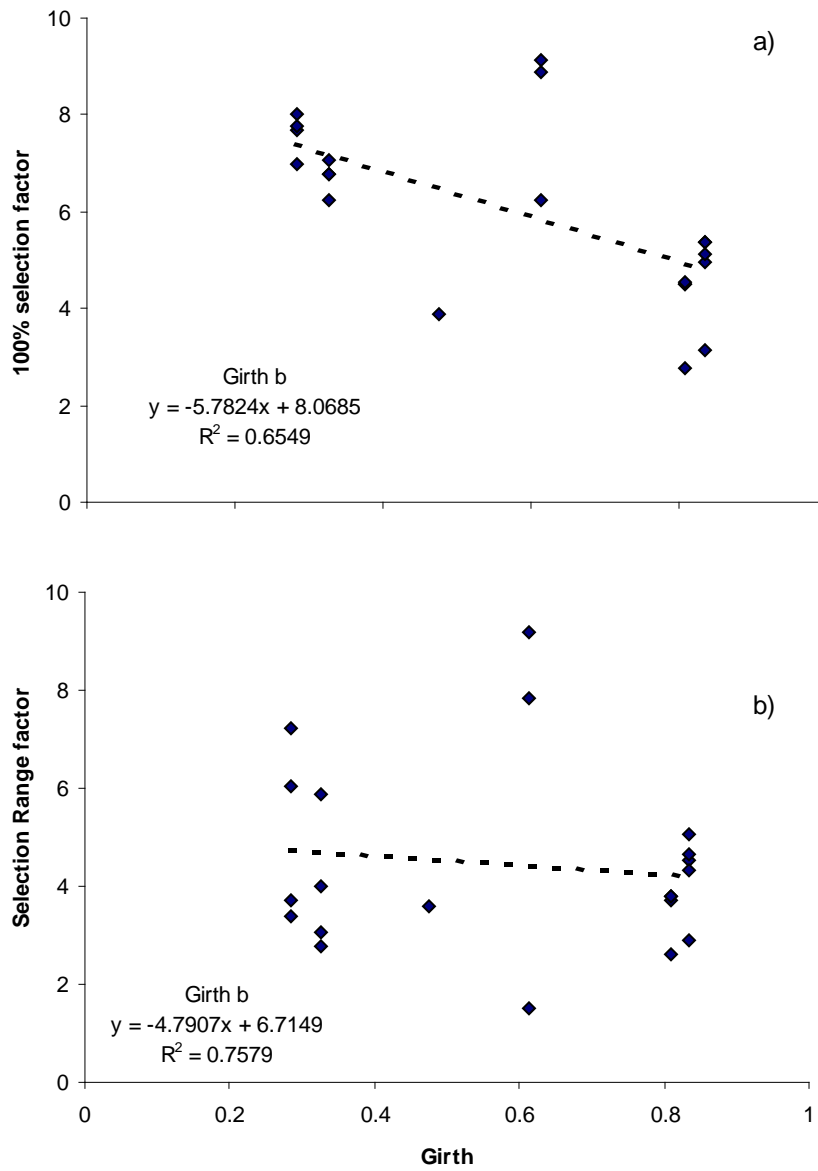 10
a)
8
6
4
2
0
100% selection factor
Girth b
y = -5.7824x + 8.0685
R² = 0.6549
10
b)
8
6
4
2
0
Selection Range factor
Girth b
y = -4.7907x + 6.7149
R² = 0.7579
0 0.2 0.4 0.6 0.8 1
Girth